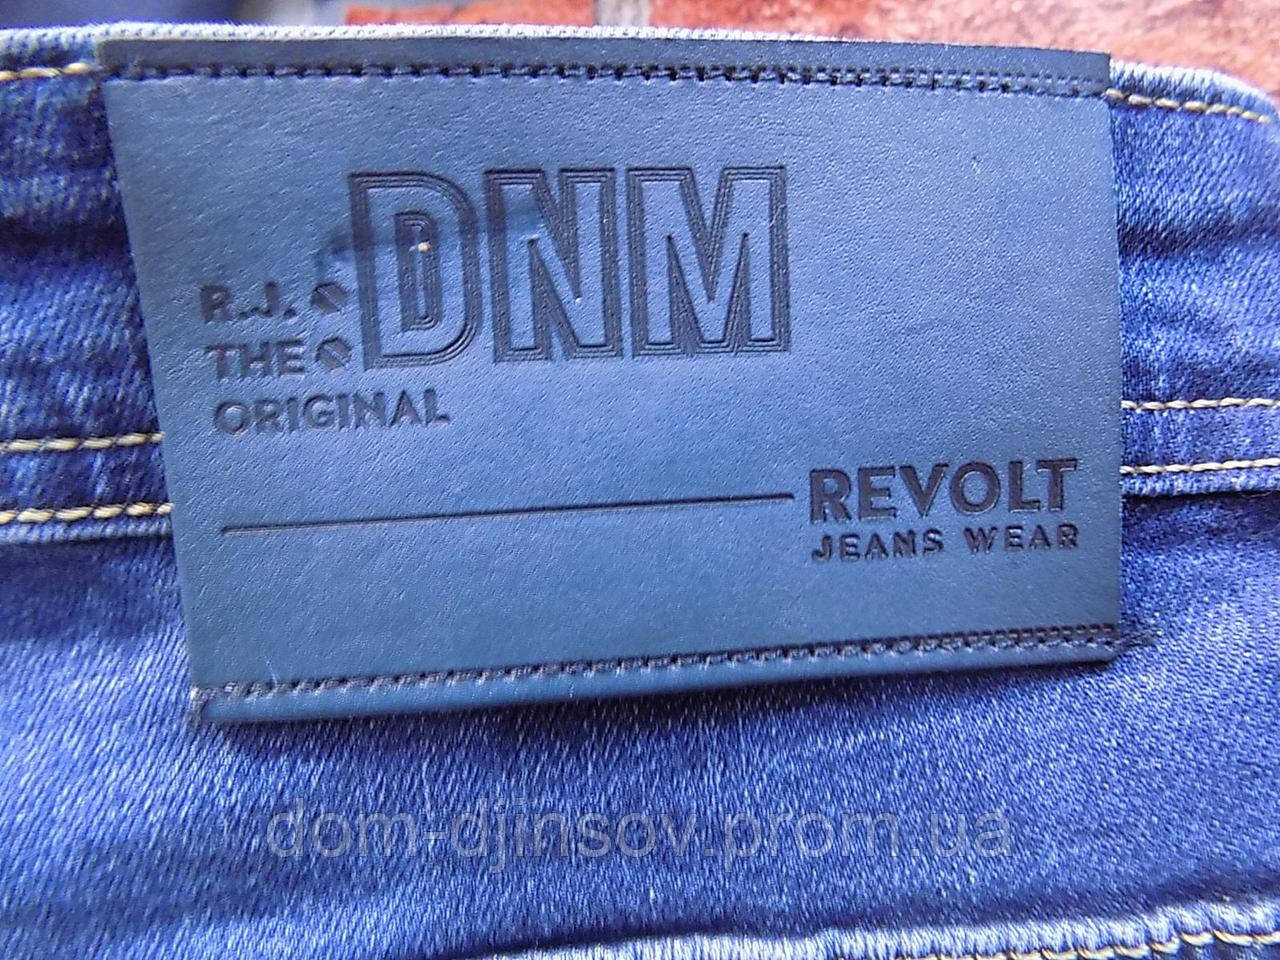 DNM
R.J.
THE
ORIGINAL
REVOLT
JEANS WEAR
dom-djinsov.prom.ua